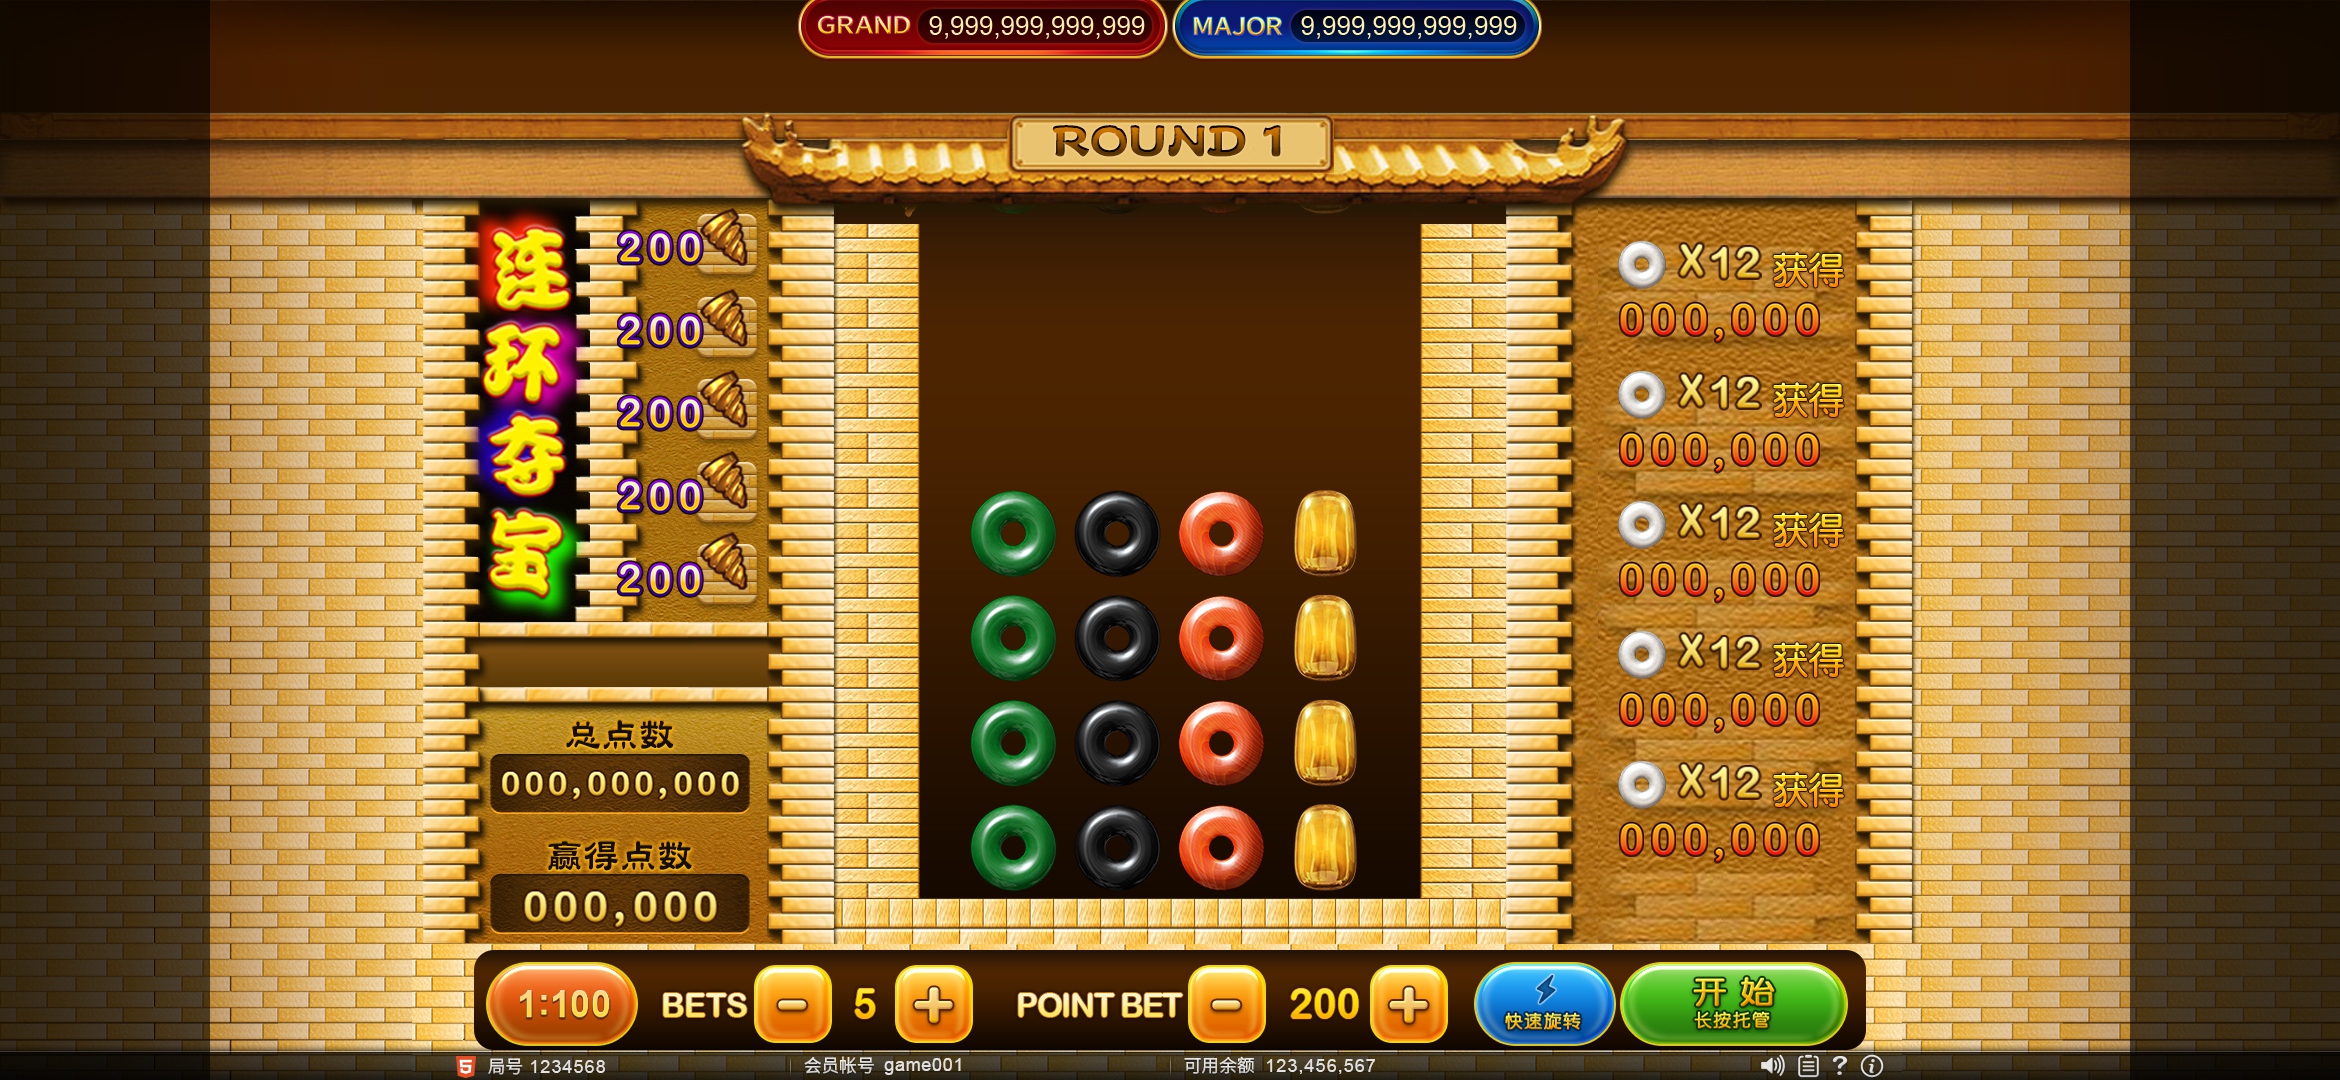 GRAND 9,999,999,999,999
MAJOR 9,999,999,999,999
ROUND 1
连环夺宝
200
200
200
200
200
总点数
000,000,000
赢得点数
000,000
X12 获得
000,000
X12 获得
000,000
X12 获得
000,000
X12 获得
000,000
X12 获得
000,000
1:100
BETS − 5 +
POINT BET − 200 +
快速旋转
开始
长按托管
5 局号 1234568
会员帐号 game001
可用余额 123,456,567
?
i